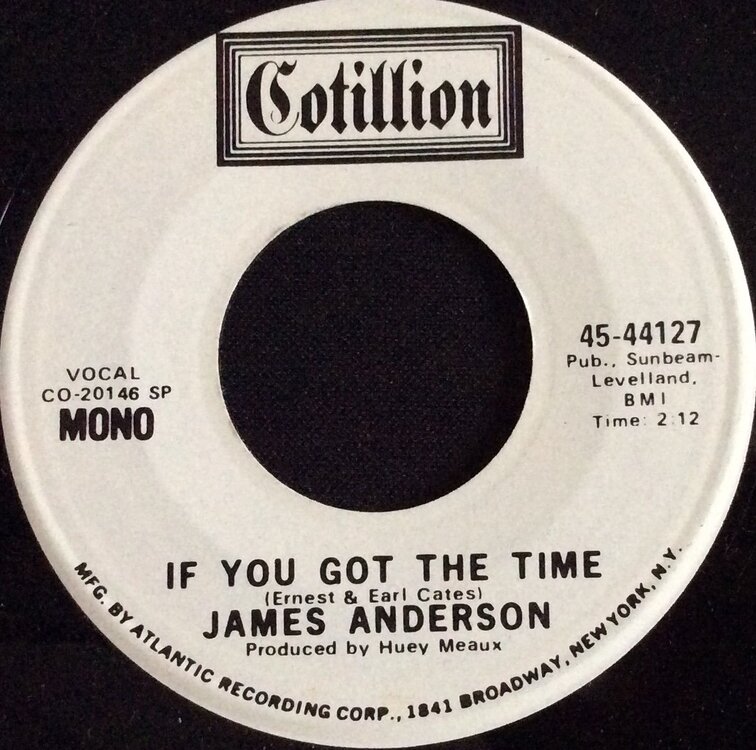 Cotillion
VOCAL
CO-20146 SP
MONO
45-44127
Pub., Sunbeam-
Levelland,
BMI
Time: 2:12
IF YOU GOT THE TIME
(Ernest & Earl Cates)
JAMES ANDERSON
Produced by Huey Meaux
MFG. BY ATLANTIC RECORDING CORP., 1841 BROADWAY, NEW YORK, N.Y.